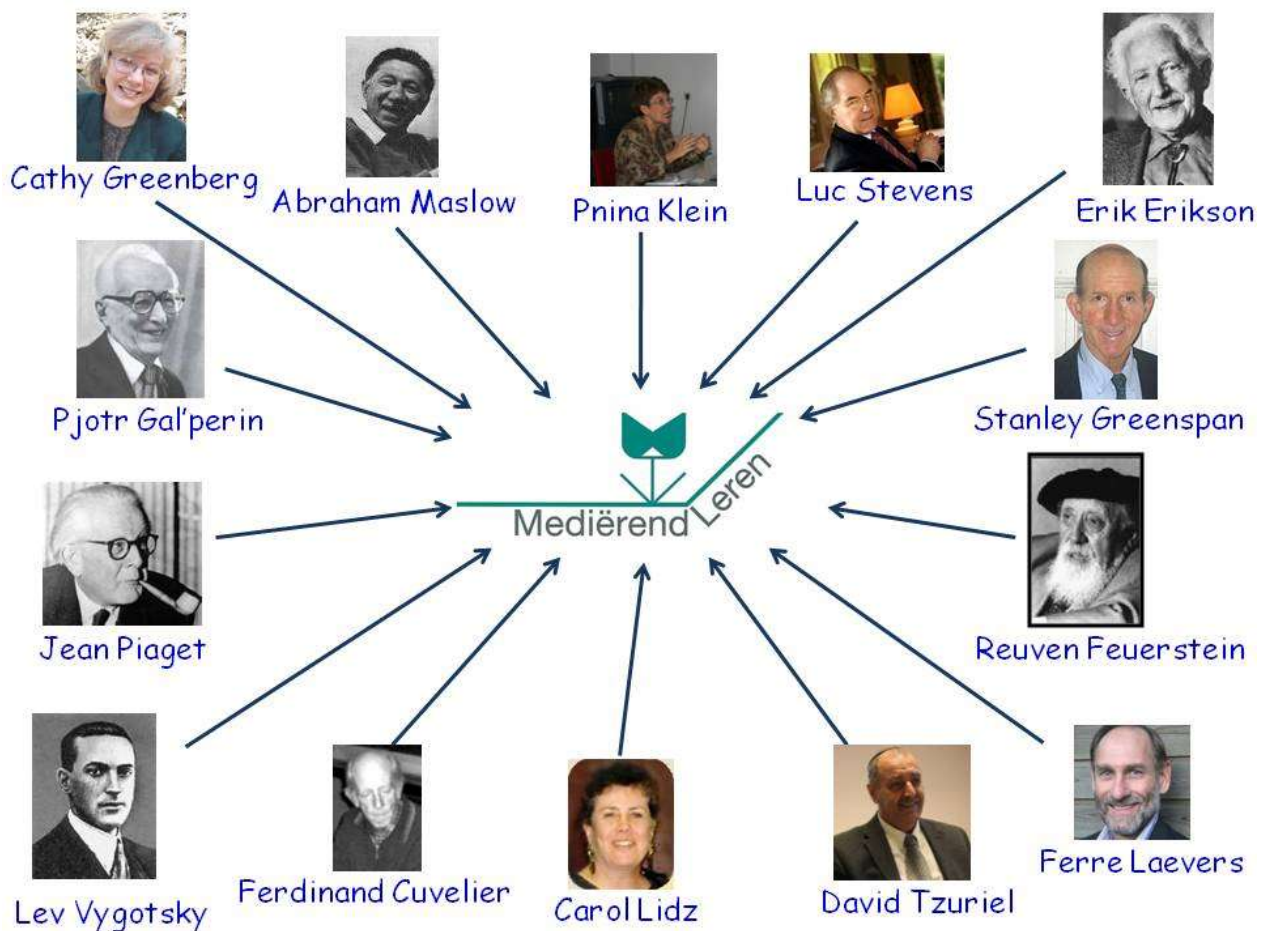 Cathy Greenberg
Abraham Maslow
Pnina Klein
Luc Stevens
Erik Erikson
Pjotr Gal'perin
Stanley Greenspan
Mediërend Leren
Jean Piaget
Reuven Feuerstein
Lev Vygotsky
Ferdinand Cuvelier
Carol Lidz
David Tzuriel
Ferre Laevers